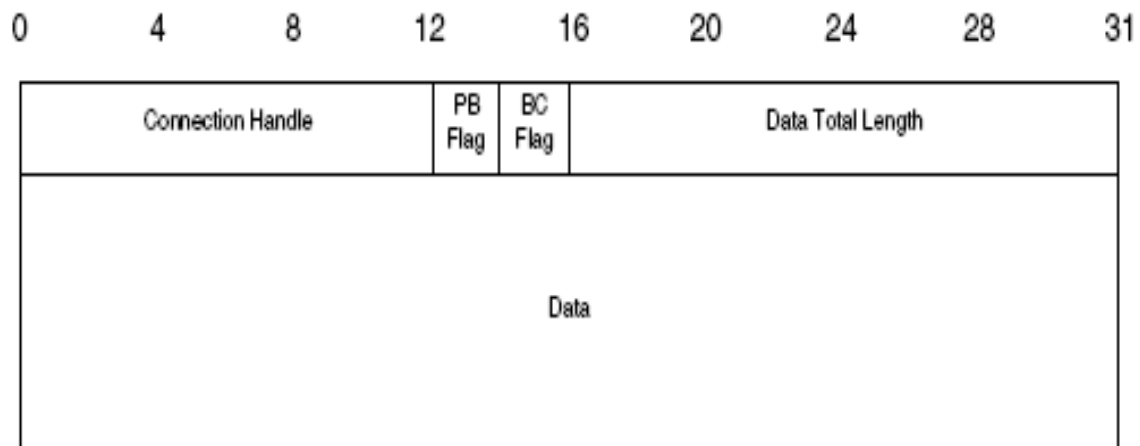 0 4 8 12 16 20 24 28 31
Connection Handle
PB
Flag
BC
Flag
Data Total Length
Data